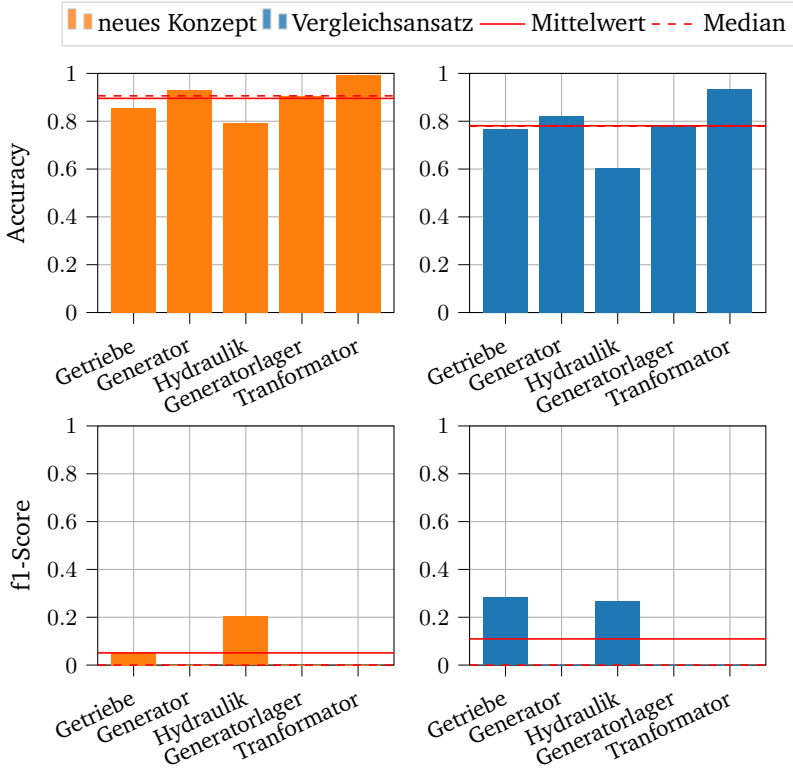 neues Konzept Vergleichsansatz Mittelwert Median
Accuracy
1
0.8
0.6
0.4
0.2
0
Getriebe
Generator
Hydraulik
Generatorlager
Tranformator
1
0.8
0.6
0.4
0.2
0
Getriebe
Generator
Hydraulik
Generatorlager
Tranformator
f1-Score
1
0.8
0.6
0.4
0.2
0
Getriebe
Generator
Hydraulik
Generatorlager
Tranformator
1
0.8
0.6
0.4
0.2
0
Getriebe
Generator
Hydraulik
Generatorlager
Tranformator